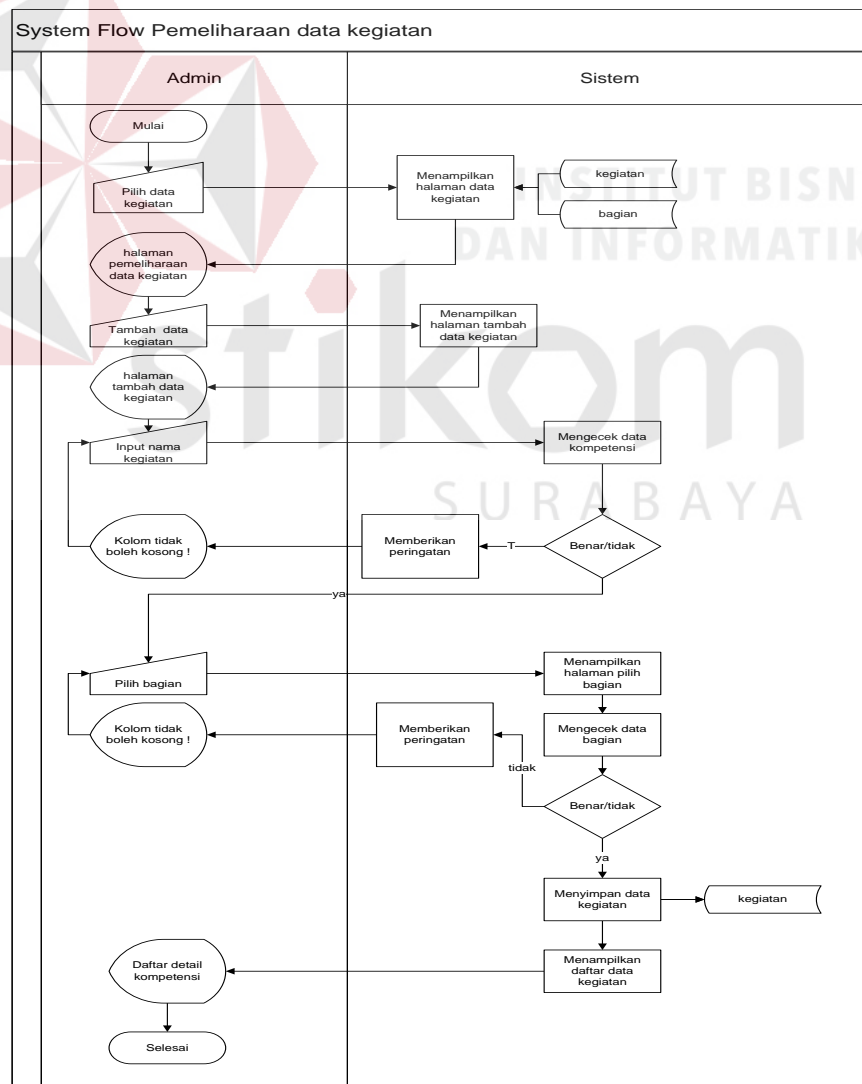 System Flow Pemeliharaan data kegiatan
Admin
Sistem
Mulai
Pilih data
kegiatan
Menampilkan
halaman data
kegiatan
kegiatan
bagian
INSTITUT BISN
DAN INFORMATIK
halaman
pemeliharaan
data kegiatan
Tambah data
kegiatan
Menampilkan
halaman tambah
data kegiatan
halaman
tambah data
kegiatan
stikom
SURABAYA
Input nama
kegiatan
Mengecek data
kompetensi
Kolom tidak
boleh kosong !
Memberikan
peringatan
T
Benar/tidak
ya
Pilih bagian
Menampilkan
halaman pilih
bagian
Kolom tidak
boleh kosong !
Memberikan
peringatan
Mengecek data
bagian
tidak
Benar/tidak
ya
Menyimpan data
kegiatan
kegiatan
Daftar detail
kompetensi
Menampilkan
daftar data
kegiatan
Selesai